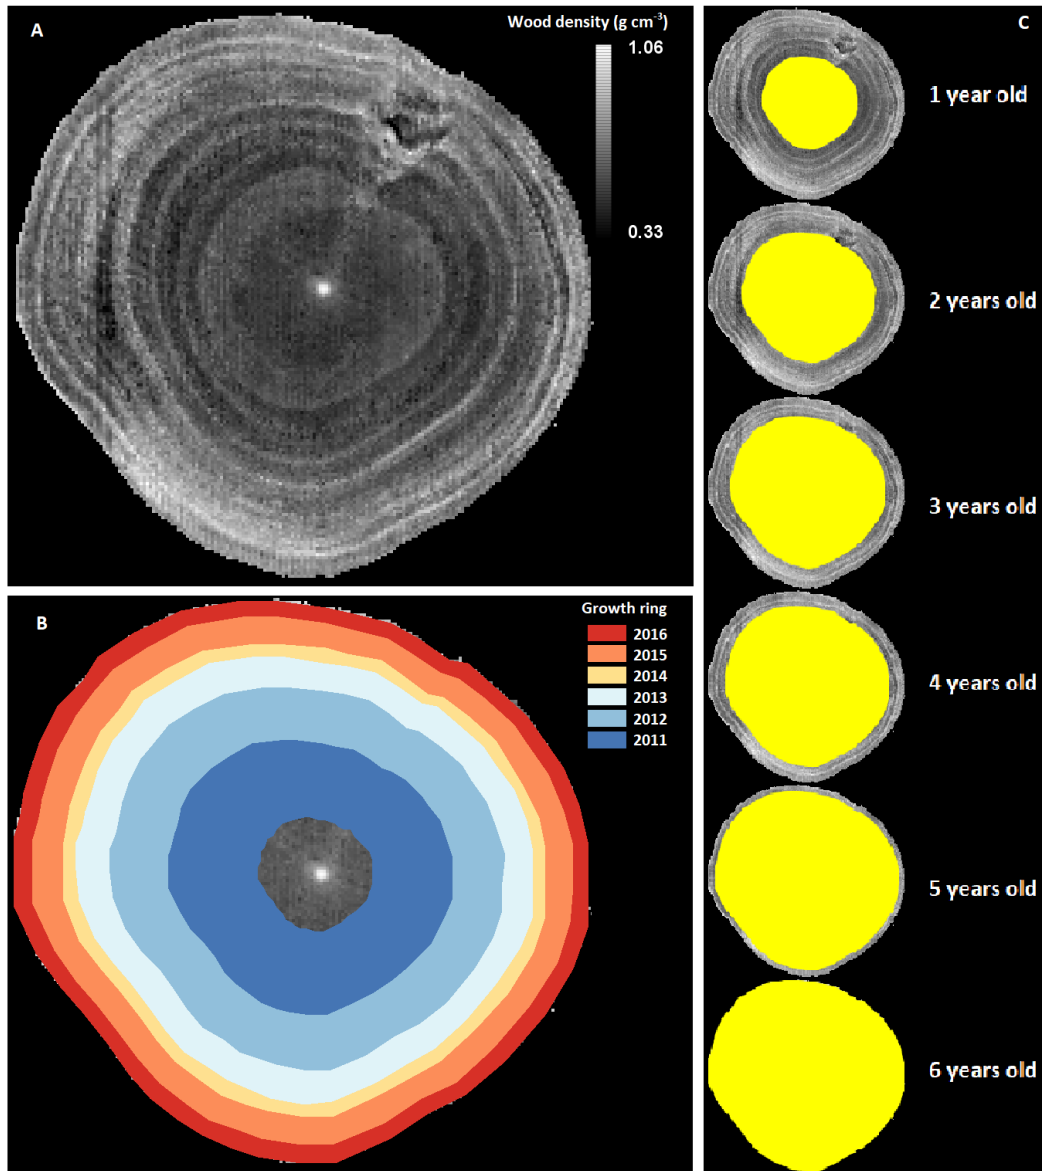 A
Wood density (g cm⁻³)
1.06
0.33
B
Growth ring
2016
2015
2014
2013
2012
2011
C
1 year old
2 years old
3 years old
4 years old
5 years old
6 years old